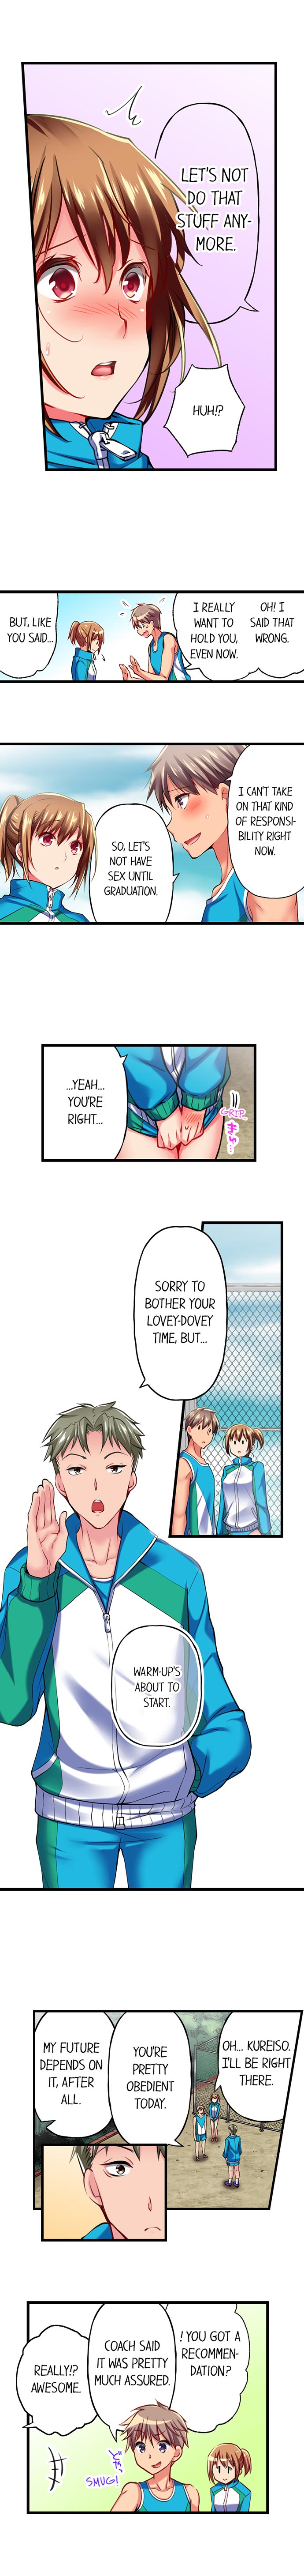 LET'S NOT
DO THAT
STUFF ANY-
MORE.
HUH!?
OH! I
SAID THAT
WRONG.
I REALLY
WANT TO
HOLD YOU,
EVEN NOW.
BUT, LIKE
YOU SAID...
I CAN'T TAKE
ON THAT KIND
OF RESPONSI-
BILITY RIGHT
NOW.
SO, LET'S
NOT HAVE
SEX UNTIL
GRADUATION.
...YEAH...
YOU'RE
RIGHT...
GRIP...
SORRY TO
BOTHER YOUR
LOVEY-DOVEY
TIME, BUT...
WARM-UP'S
ABOUT TO
START.
OH... KUREISO.
I'LL BE RIGHT
THERE.
YOU'RE
PRETTY
OBEDIENT
TODAY.
MY FUTURE
DEPENDS ON
IT, AFTER
ALL.
! YOU GOT A
RECOMMEN-
DATION?
COACH SAID
IT WAS PRETTY
MUCH ASSURED.
REALLY!?
AWESOME.
SMUG!